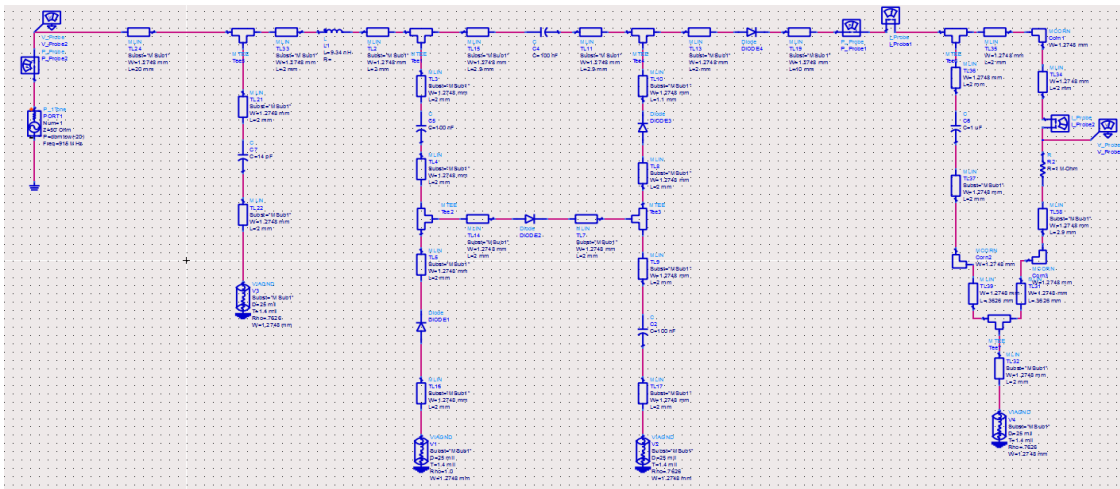 V_Probe
V_Probe2
P_Probe
P_Probe2
P_1Tone
PORT1
Num=1
Z=50 Ohm
P=dbmtow(-20)
Freq=915 MHz
MLIN
TL24
Subst="MSub1"
W=1.2748 mm
L=20 mm
MTEE
MLIN
TL33
Subst="MSub1"
W=1.2748 mm
L=2 mm
L
L1
L=9.34 nH
R=
MLIN
TL2
Subst="MSub1"
W=1.2748 mm
L=2 mm
MTEE
MLIN
TL15
Subst="MSub1"
W=1.2748 mm
L=2.9 mm
C
C4
C=100 nF
MLIN
TL11
Subst="MSub1"
W=1.2748 mm
L=2.9mm
MTEE
MLIN
TL13
Subst="MSub1"
W=1.2748 mm
L=2 mm
Diode
DIODE4
MLIN
TL19
Subst="MSub1"
W=1.2748 mm
L=10 mm
P_Probe
P_Probe1
I_Probe
I_Probe1
MTEE
MLIN
TL35
Subst="MSub1"
W=1.2748 mm
L=2 mm
MCORN
Corn1
W=1.2748 mm
MLIN
TL21
Subst="MSub1"
W=1.2748 mm
L=2 mm
C
C7
C=14 pF
MLIN
TL22
Subst="MSub1"
W=1.2748 mm
L=2 mm
VIAGND
V3
Subst="MSub1"
D=25 mil
T=1.4 mil
Rho=.7626
W=1.2748 mm
MLIN
TL3
Subst="MSub1"
W=1.2748 mm
L=2 mm
C
C5
C=100 nF
MLIN
TL4
Subst="MSub1"
W=1.2748 mm
L=2 mm
MTEE
Tee2
MLIN
TL14
Subst="MSub1"
W=1.2748 mm
L=2 mm
Diode
DIODE2
MLIN
TL7
Subst="MSub1"
W=1.2748 mm
L=2 mm
MTEE
Tee3
MLIN
TL5
Subst="MSub1"
W=1.2748 mm
L=2 mm
Diode
DIODE1
MLIN
TL16
Subst="MSub1"
W=1.2748 mm
L=2 mm
VIAGND
V1
Subst="MSub1"
D=25 mil
T=1.4 mil
Rho=1.0
W=1.2748 mm
MLIN
TL10
Subst="MSub1"
W=1.2748 mm
L=1.1 mm
Diode
DIODE3
MLIN
TL8
Subst="MSub1"
W=1.2748 mm
L=2 mm
MLIN
TL9
Subst="MSub1"
W=1.2748 mm
L=2 mm
C
C2
C=100 nF
MLIN
TL17
Subst="MSub1"
W=1.2748 mm
L=2 mm
VIAGND
V2
Subst="MSub1"
D=25 mil
T=1.4 mil
Rho=.7626
W=1.2748 mm
MLIN
TL36
Subst="MSub1"
W=1.2748 mm
L=2 mm
C
C6
C=1 uF
MLIN
TL37
Subst="MSub1"
W=1.2748 mm
L=2 mm
MCORN
Corn2
W=1.2748 mm
MLIN
TL34
Subst="MSub1"
W=1.2748 mm
L=2 mm
I_Probe
I_Probe2
V_Probe
R
R2
R=1 MOhm
MLIN
TL38
Subst="MSub1"
W=1.2748 mm
L=2.9 mm
MCORN
MLIN
TL39
Subst="MSub1"
W=1.2748 mm
L=.3626 mm
Subst="MSub1"
W=1.2748 mm
L=.3626 mm
MTEE
MLIN
TL32
Subst="MSub1"
W=1.2748 mm
L=2 mm
VIAGND
V4
Subst="MSub1"
D=25 mil
T=1.4 mil
Rho=.7626
W=1.2748 mm